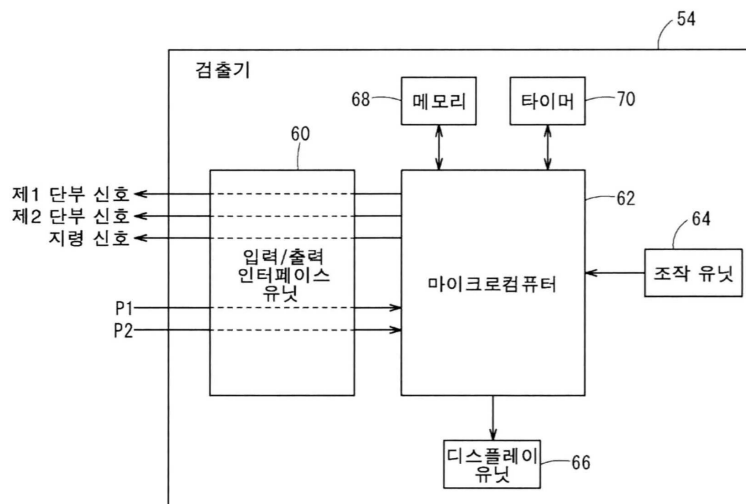 54
검출기
68
메모리
타이머
70
60
제1 단부 신호
제2 단부 신호
지령 신호
62
64
입력/출력
인터페이스
유닛
마이크로컴퓨터
조작 유닛
P1
P2
디스플레이
유닛
66